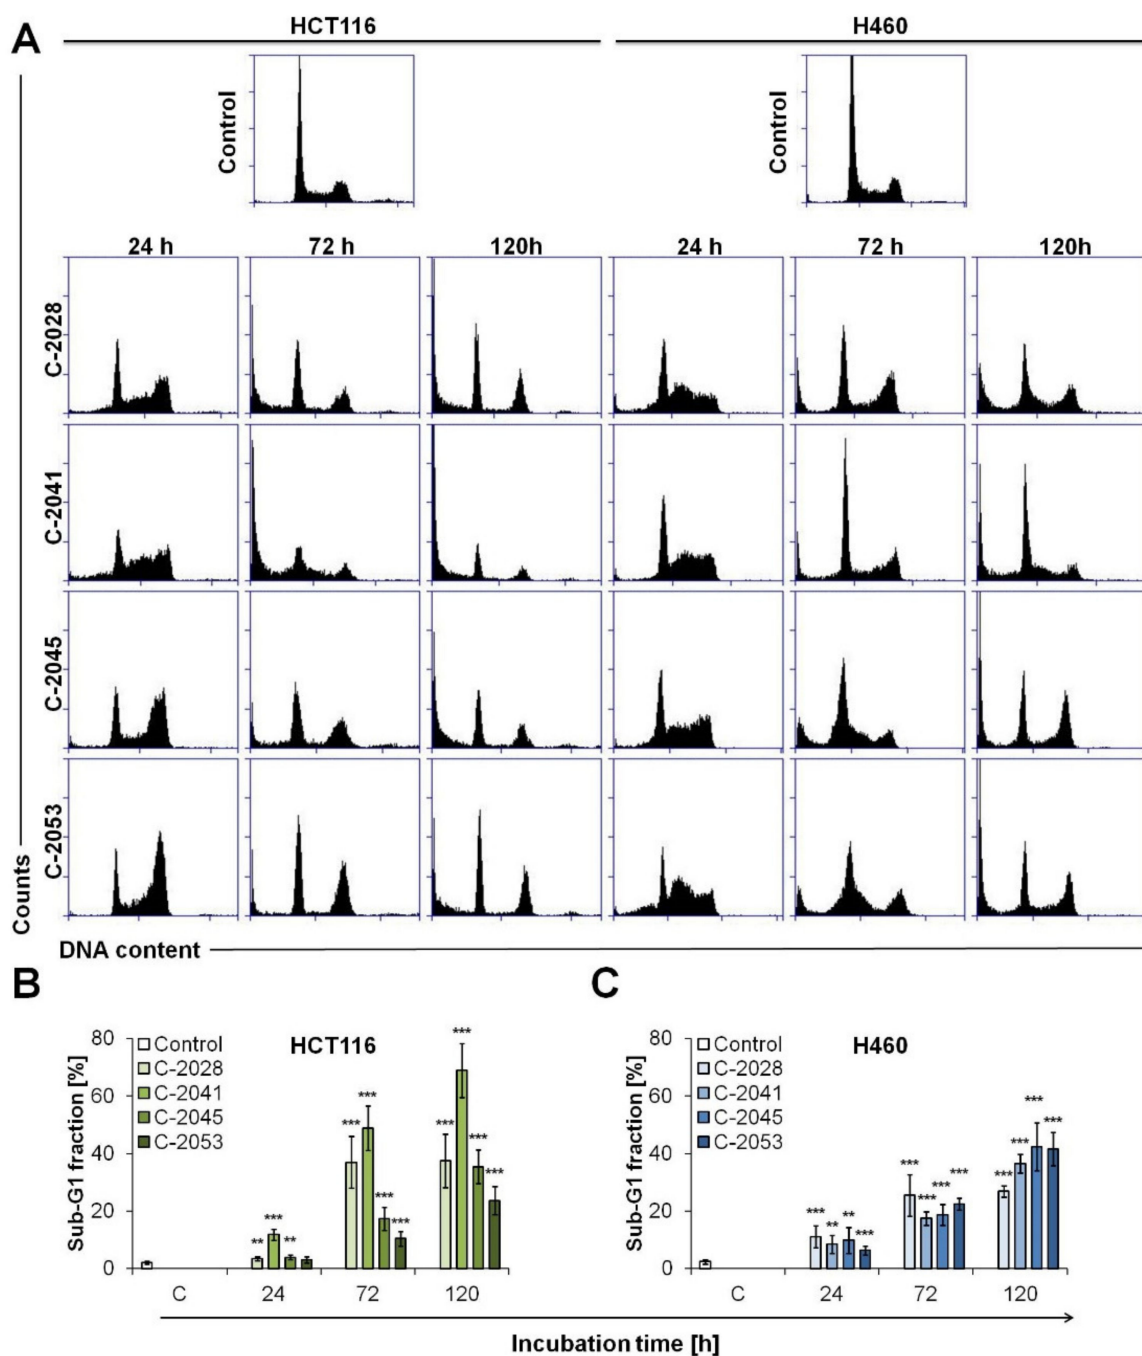 A
HCT116
H460
Control
Control
24 h
72 h
120h
24 h
72 h
120h
C-2028
C-2041
C-2045
C-2053
Counts
DNA content
B
C
80
60
40
20
0
Sub-G1 fraction [%]
Control
C-2028
C-2041
C-2045
C-2053
HCT116
** *** **
*** *** *** ***
*** *** *** ***
C
24
72
120
80
60
40
20
0
Sub-G1 fraction [%]
Control
C-2028
C-2041
C-2045
C-2053
H460
*** ** ** ***
*** *** *** ***
*** *** *** ***
C
24
72
120
Incubation time [h]